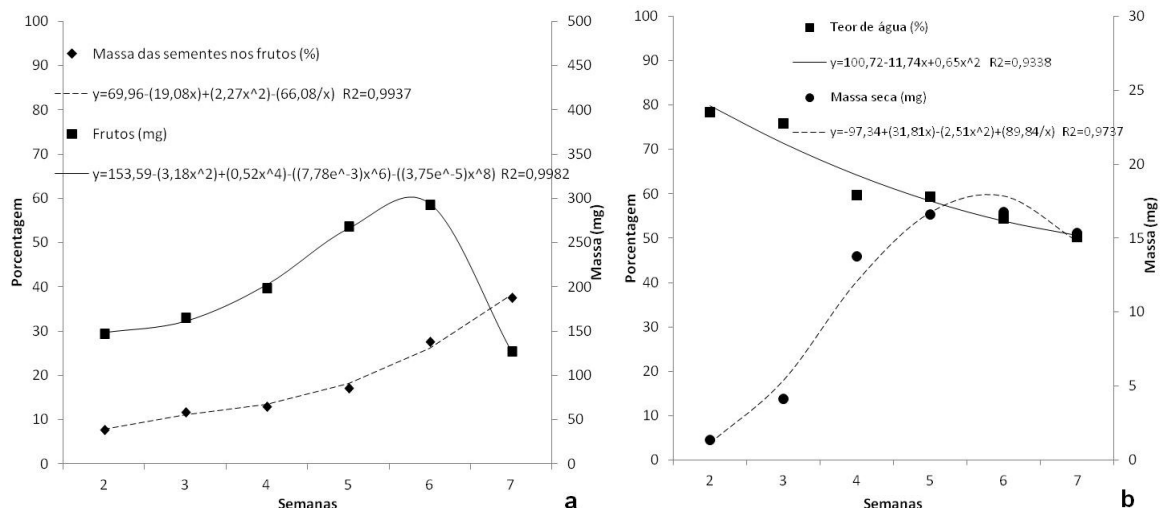 100
90
80
70
60
50
40
30
20
10
0
Porcentagem
500
450
400
350
300
250
200
150
100
50
0
Massa (mg)
Massa das sementes nos frutos (%)
y=69,96-(19,08x)+(2,27x^2)-(66,08/x) R2=0,9937
Frutos (mg)
y=153,59-(3,18x^2)+(0,52x^4)-((7,78e^-3)x^6)-((3,75e^-5)x^8) R2=0,9982
2 3 4 5 6 7
Semanas
a
100
90
80
70
60
50
40
30
20
10
0
Porcentagem
30
25
20
15
10
5
0
Massa (mg)
Teor de água (%)
y=100,72-11,74x+0,65x^2 R2=0,9338
Massa seca (mg)
y=-97,34+(31,81x)-(2,51x^2)+(89,84/x) R2=0,9737
2 3 4 5 6 7
Semanas
b